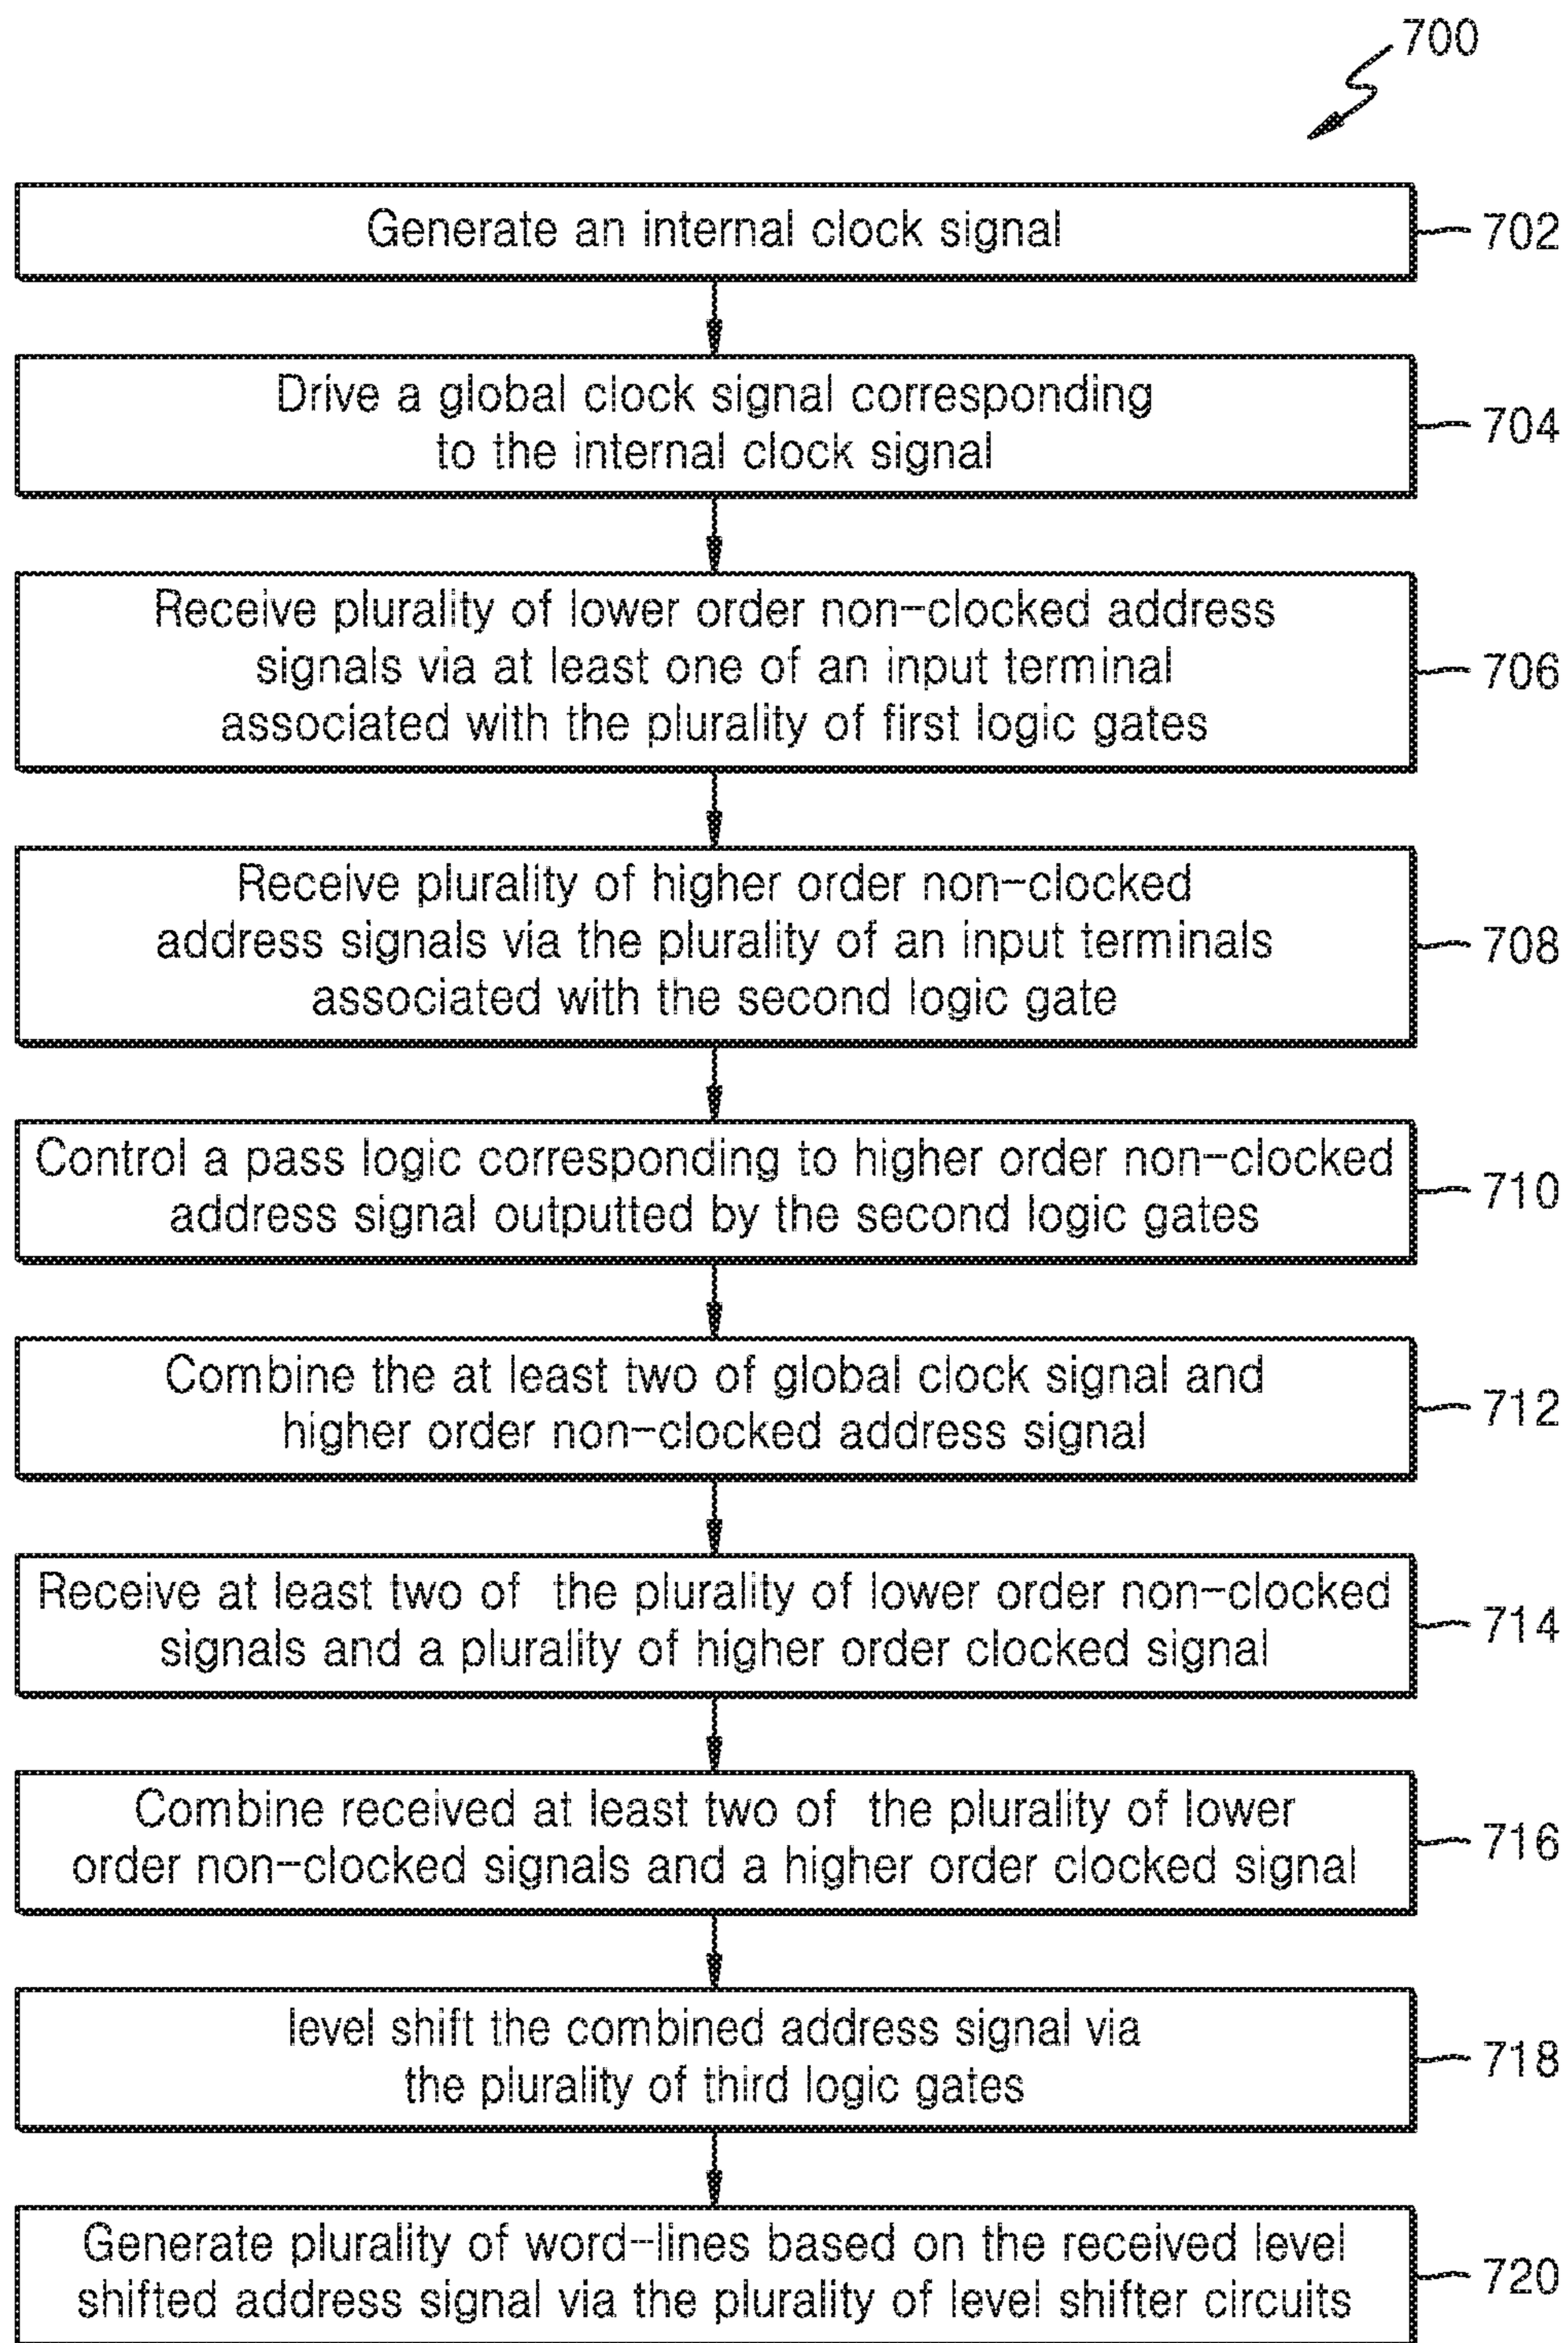 700
Generate an internal clock signal
702
Drive a global clock signal corresponding
to the internal clock signal
704
Receive plurality of lower order non-clocked address
signals via at least one of an input terminal
associated with the plurality of first logic gates
706
Receive plurality of higher order non-clocked
address signals via the plurality of an input terminals
associated with the second logic gate
708
Control a pass logic corresponding to higher order non-clocked
address signal outputted by the second logic gates
710
Combine the at least two of global clock signal and
higher order non-clocked address signal
712
Receive at least two of the plurality of lower order non-clocked
signals and a plurality of higher order clocked signal
714
Combine received at least two of the plurality of lower
order non-clocked signals and a higher order clocked signal
716
level shift the combined address signal via
the plurality of third logic gates
718
Generate plurality of word-lines based on the received level
shifted address signal via the plurality of level shifter circuits
720